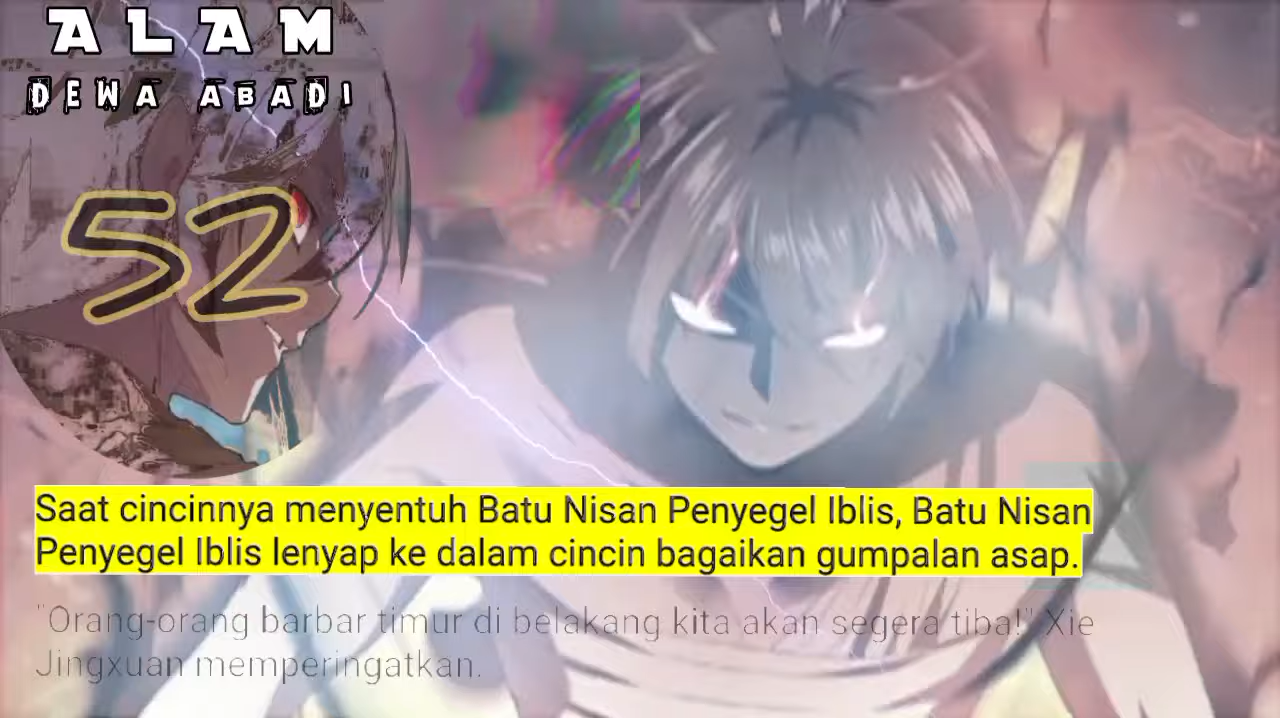 ALAM
DEWA ABADI
52
Saat cincinnya menyentuh Batu Nisan Penyegel Iblis, Batu Nisan
Penyegel Iblis lenyap ke dalam cincin bagaikan gumpalan asap.
"Orang-orang barbar timur di belakang kita akan segera tiba!" Xie
Jingxuan memperingatkan.